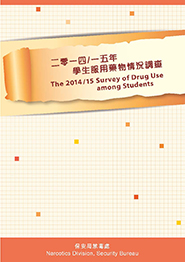 二零一四/一五年
學生服用藥物情況調查
The 2014/15 Survey of Drug Use
among Students
保安局禁毒處
Narcotics Division, Security Bureau